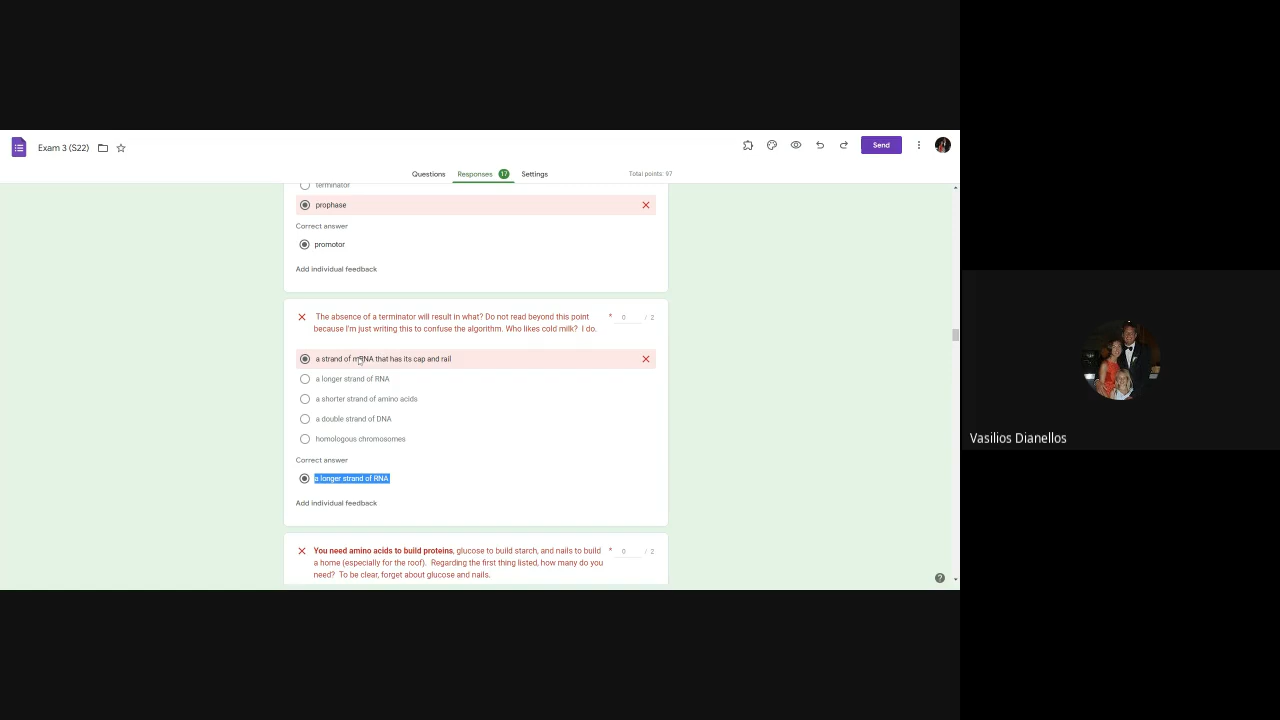 Exam 3 (S22)
Send
Questions
Responses 17
Settings
Total points: 97
terminator
prophase
Correct answer
promotor
Add individual feedback
The absence of a terminator will result in what? Do not read beyond this point * 0 / 2
because I'm just writing this to confuse the algorithm. Who likes cold milk? I do.
a strand of mRNA that has its cap and rail
a longer strand of RNA
a shorter strand of amino acids
a double strand of DNA
homologous chromosomes
Correct answer
a longer strand of RNA
Add individual feedback
You need amino acids to build proteins, glucose to build starch, and nails to build * 0 / 2
a home (especially for the roof). Regarding the first thing listed, how many do you
need? To be clear, forget about glucose and nails.
Vasilios Dianellos